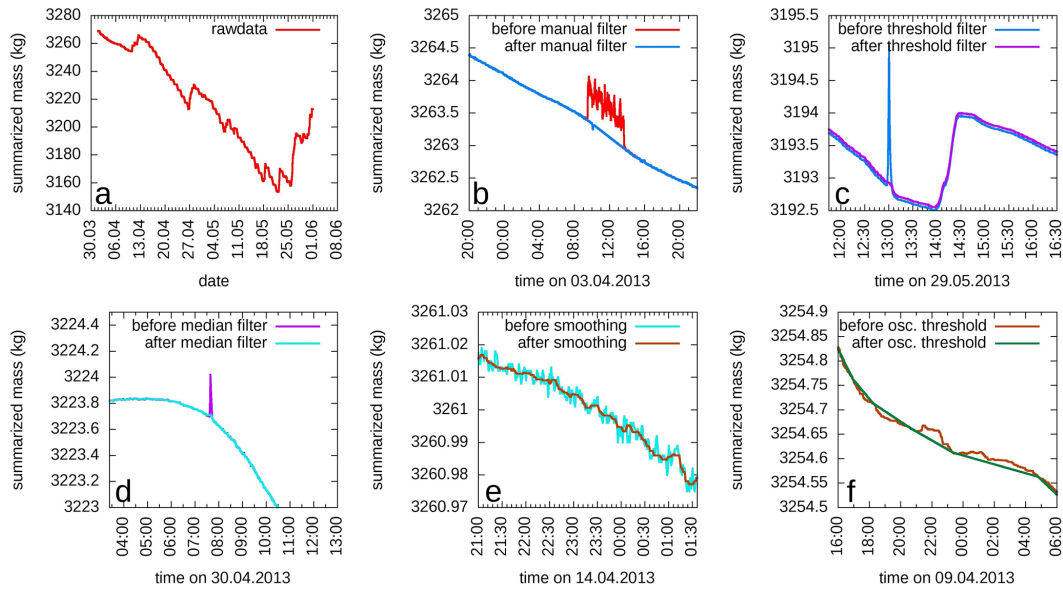 3280
3260
3240
3220
3200
3180
3160
3140
summarized mass (kg)
rawdata
a
30.03 06.04 13.04 20.04 27.04 04.05 11.05 18.05 25.05 01.06 08.06
date
3265
3264.5
3264
3263.5
3263
3262.5
3262
summarized mass (kg)
before manual filter
after manual filter
b
20:00 00:00 04:00 08:00 12:00 16:00 20:00
time on 03.04.2013
3195.5
3195
3194.5
3194
3193.5
3193
3192.5
summarized mass (kg)
before threshold filter
after threshold filter
c
12:00 12:30 13:00 13:30 14:00 14:30 15:00 15:30 16:00 16:30
time on 29.05.2013
3224.4
3224.2
3224
3223.8
3223.6
3223.4
3223.2
3223
summarized mass (kg)
before median filter
after median filter
d
04:00 05:00 06:00 07:00 08:00 09:00 10:00 11:00 12:00 13:00
time on 30.04.2013
3261.03
3261.02
3261.01
3261
3260.99
3260.98
3260.97
summarized mass (kg)
before smoothing
after smoothing
e
21:00 21:30 22:00 22:30 23:00 23:30 00:00 00:30 01:00 01:30
time on 14.04.2013
3254.9
3254.85
3254.8
3254.75
3254.7
3254.65
3254.6
3254.55
3254.5
summarized mass (kg)
before osc. threshold
after osc. threshold
f
16:00 18:00 20:00 22:00 00:00 02:00 04:00 06:00
time on 09.04.2013